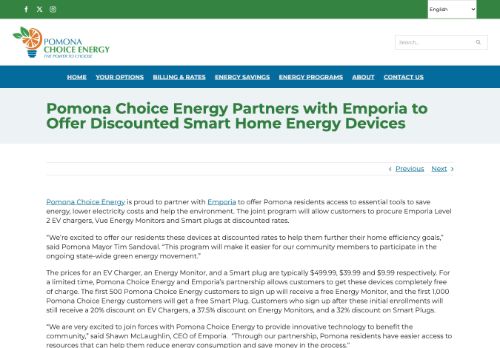 English
POMONA
CHOICE ENERGY
THE POWER TO CHOOSE
Search...
HOME YOUR OPTIONS BILLING & RATES ENERGY SAVINGS ENERGY PROGRAMS ABOUT CONTACT US
Pomona Choice Energy Partners with Emporia to
Offer Discounted Smart Home Energy Devices
Previous Next
Pomona Choice Energy is proud to partner with Emporia to offer Pomona residents access to essential tools to save
energy, lower electricity costs and help the environment. The joint program will allow customers to procure Emporia Level
2 EV chargers, Vue Energy Monitors and Smart plugs at discounted rates.
“We’re excited to offer our residents these devices at discounted rates to help them further their home efficiency goals,”
said Pomona Mayor Tim Sandoval. “This program will make it easier for our community members to participate in the
ongoing state-wide green energy movement.”
The prices for an EV Charger, an Energy Monitor, and a Smart plug are typically $499.99, $39.99 and $9.99 respectively. For
a limited time, Pomona Choice Energy and Emporia’s partnership allows customers to get these devices completely free
of charge. The first 500 Pomona Choice Energy customers to sign up will receive a free Energy Monitor, and the first 1,000
Pomona Choice Energy customers will get a free Smart Plug. Customers who sign up after these initial enrollments will
still receive a 20% discount on EV Chargers, a 37.5% discount on Energy Monitors, and a 32% discount on Smart Plugs.
“We are very excited to join forces with Pomona Choice Energy to provide innovative technology to benefit the
community,” said Shawn McLaughlin, CEO of Emporia. “Through our partnership, Pomona residents have easier access to
resources that can help them reduce energy consumption and save money in the process.”